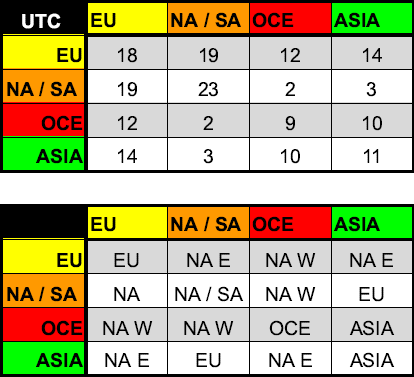 UTC EU NA / SA OCE ASIA
EU 18 19 12 14
NA / SA 19 23 2 3
OCE 12 2 9 10
ASIA 14 3 10 11
EU NA / SA OCE ASIA
EU EU NA E NA W NA E
NA / SA NA NA / SA NA W EU
OCE NA W NA W OCE ASIA
ASIA NA E EU NA E ASIA